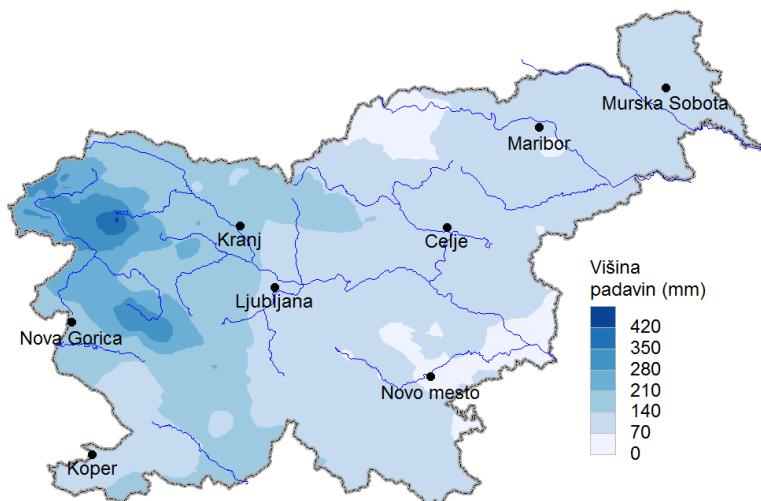 Murska Sobota
Maribor
Kranj
Celje
Ljubljana
Nova Gorica
Novo mesto
Koper
Višina
padavin (mm)
420
350
280
210
140
70
0